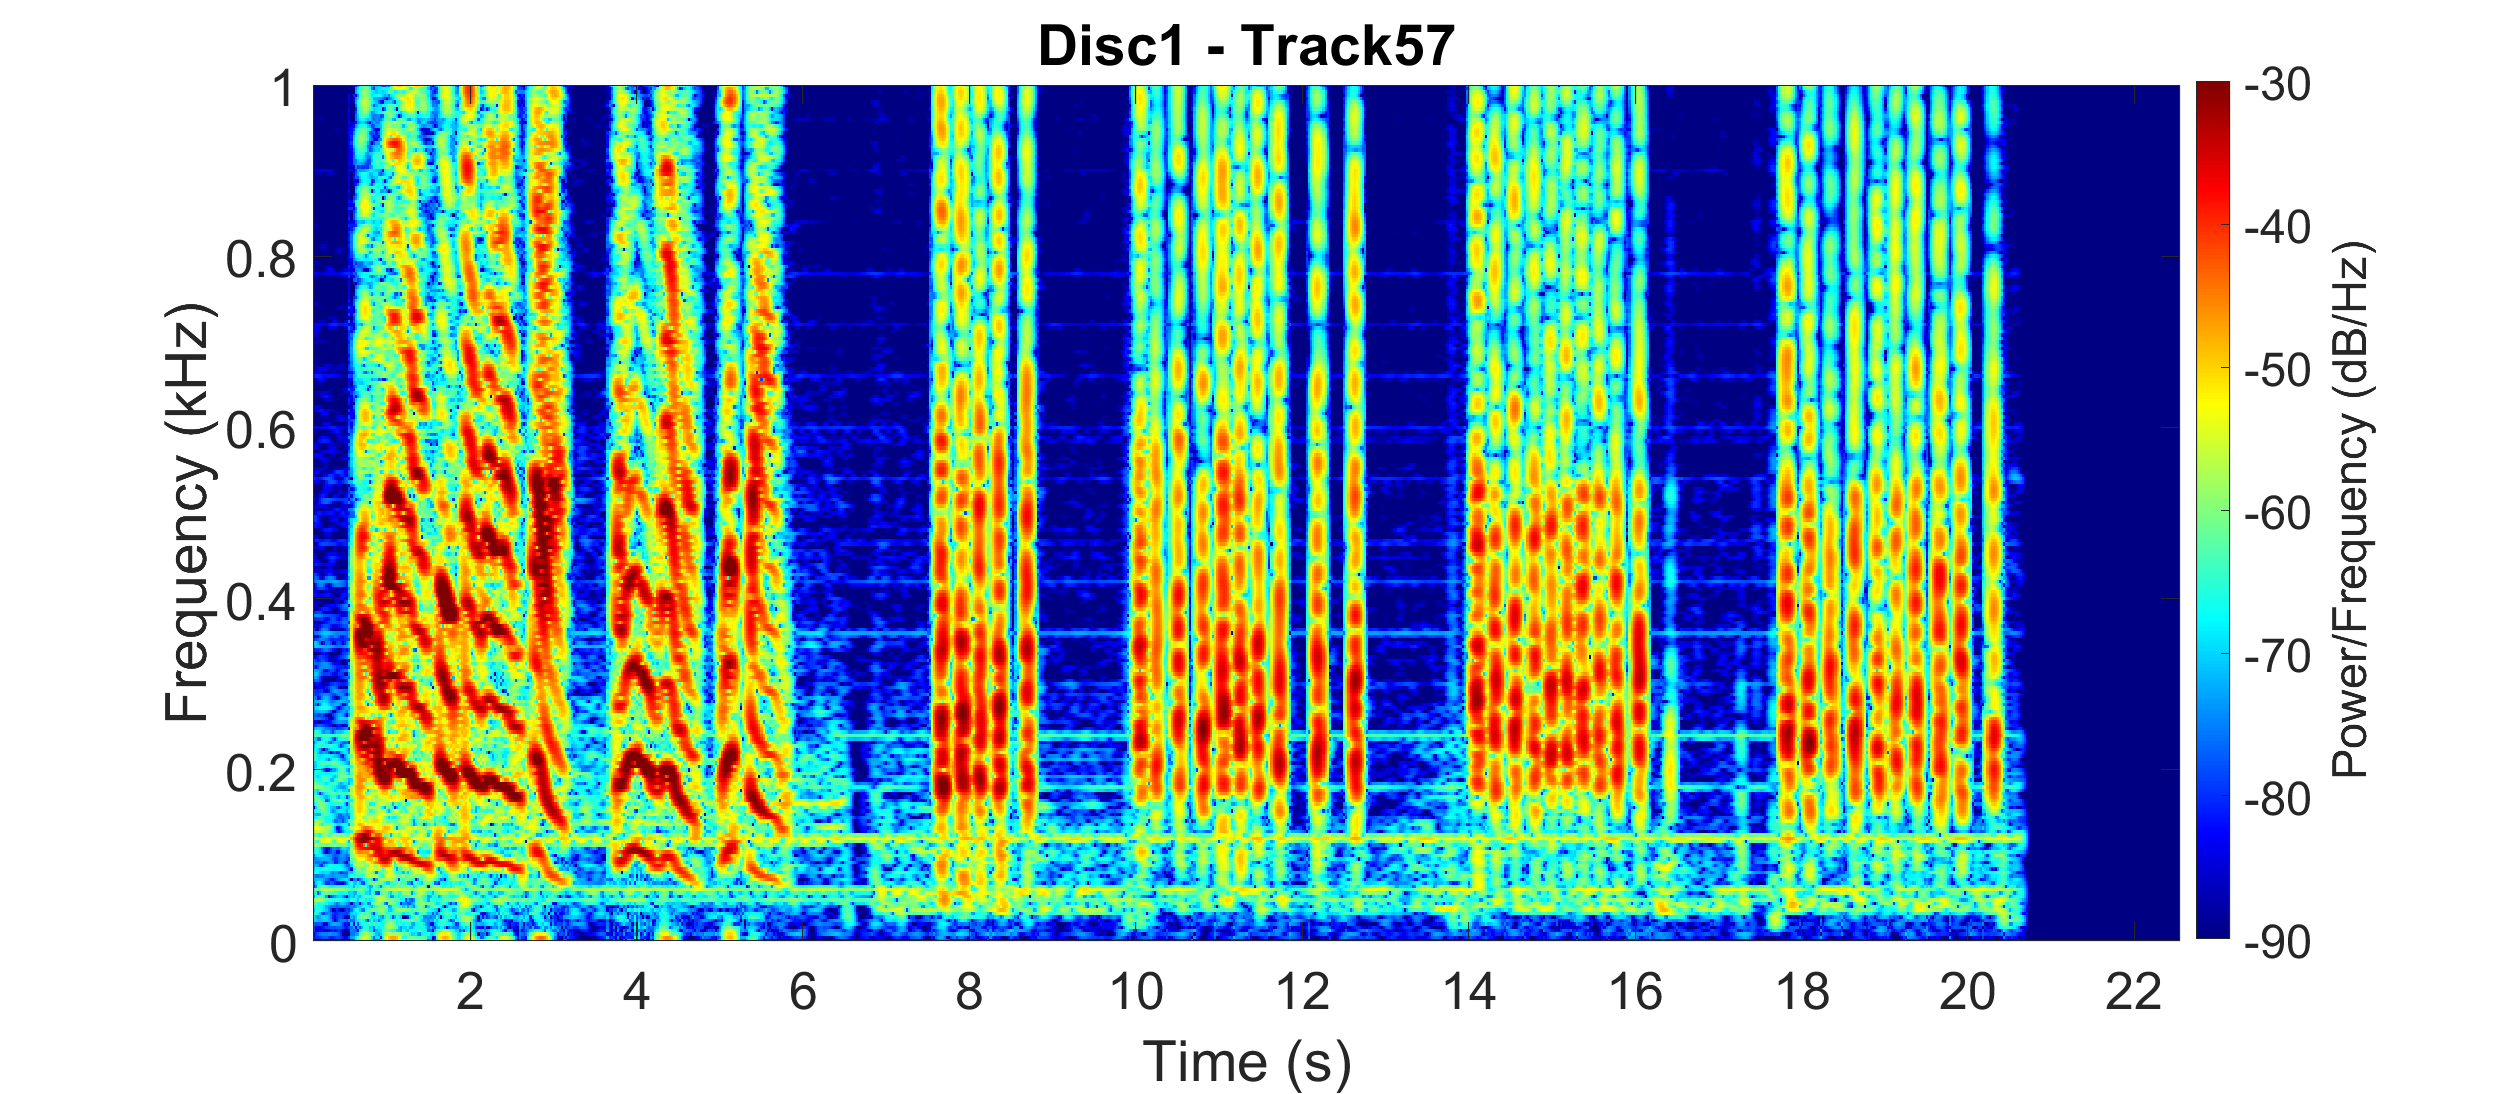 Disc1 - Track57
1
0.8
0.6
0.4
0.2
0
Frequency (kHz)
2 4 6 8 10 12 14 16 18 20 22
Time (s)
-30
-40
-50
-60
-70
-80
-90
Power/Frequency (dB/Hz)